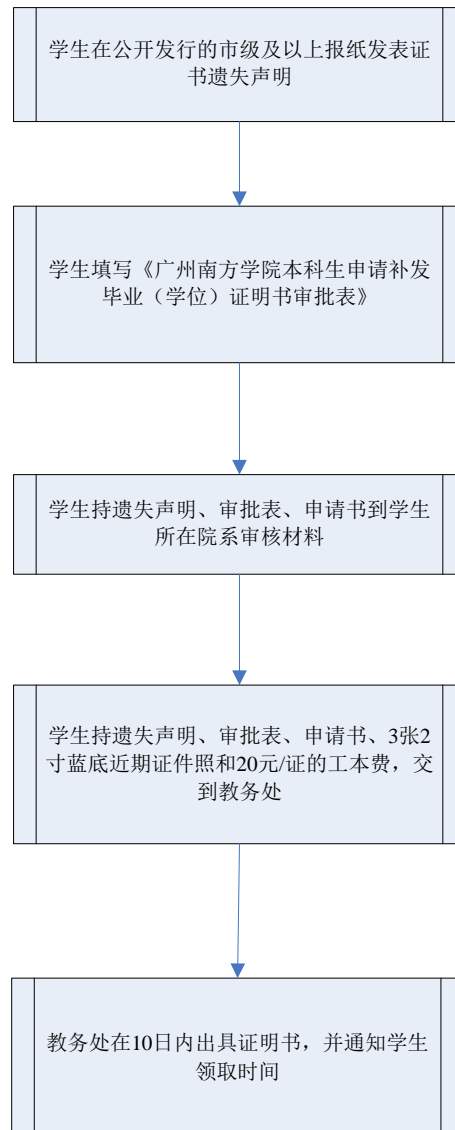 学生在公开发行的市级及以上报纸发表证
书遗失声明
学生填写《广州南方学院本科生申请补发
毕业（学位）证明书审批表》
学生持遗失声明、审批表、申请书到学生
所在院系审核材料
学生持遗失声明、审批表、申请书、3张2
寸蓝底近期证件照和20元/证的工本费，交
到教务处
教务处在10日内出具证明书，并通知学生
领取时间